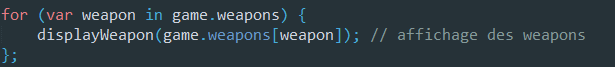 for (var weapon in game.weapons) {
    displayWeapon(game.weapons[weapon]); // affichage des weapons
};